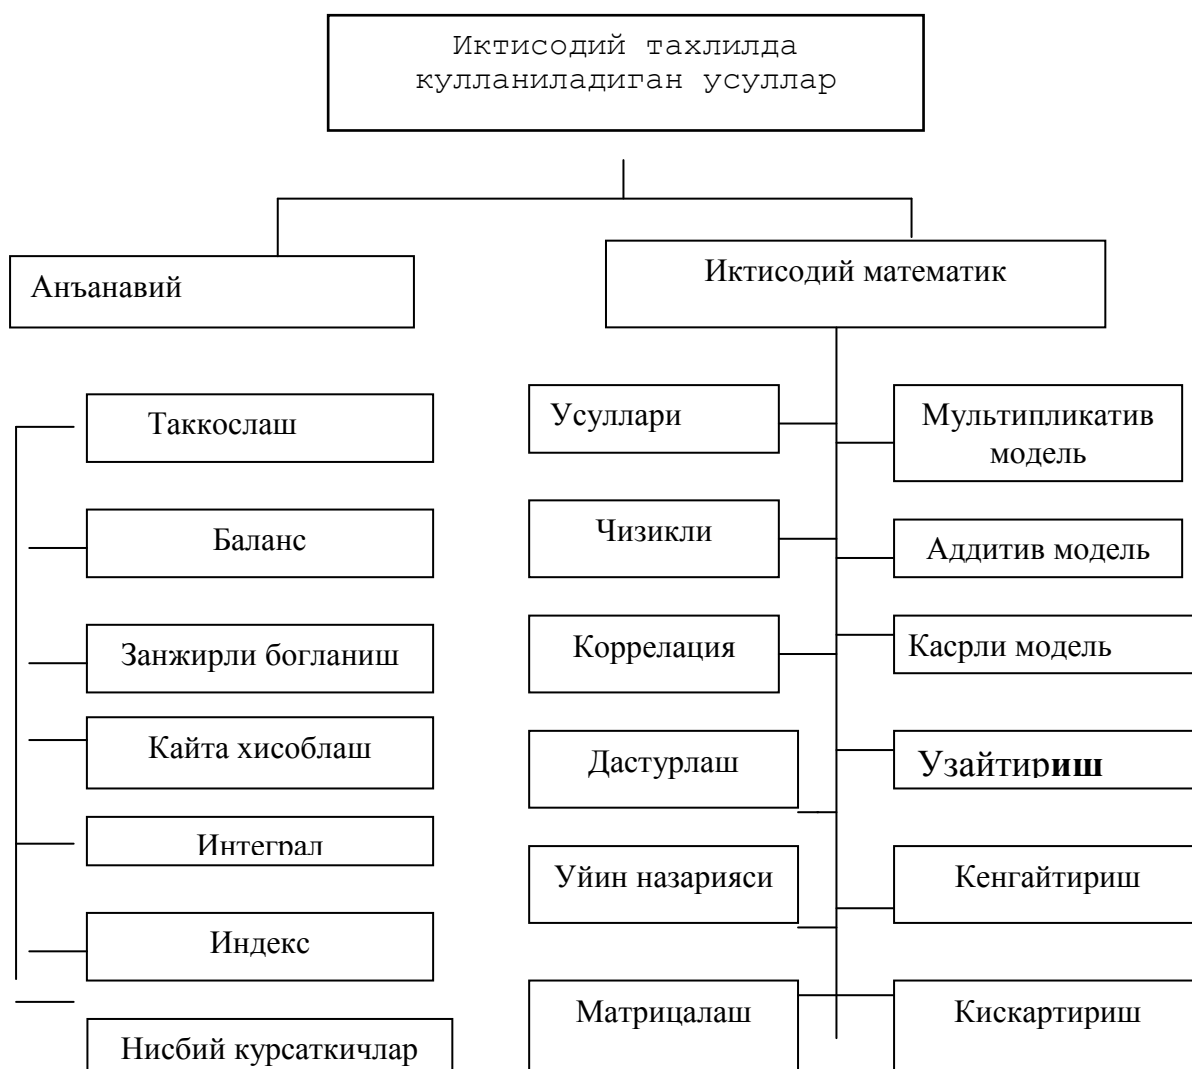 Иктисодий тахлилда
кулланиладиган усуллар
Анъанавий
Иктисодий математик
Таккослаш
Баланс
Занжирли богланиш
Кайта хисоблаш
Интеграл
Индекс
Нисбий курсаткичлар
Усуллари
Чизикли
Коррелация
Дастурлаш
Уйин назарияси
Матрицалаш
Мультипликатив
модель
Аддитив модель
Касрли модель
Узайтириш
Кенгайтириш
Кискартириш